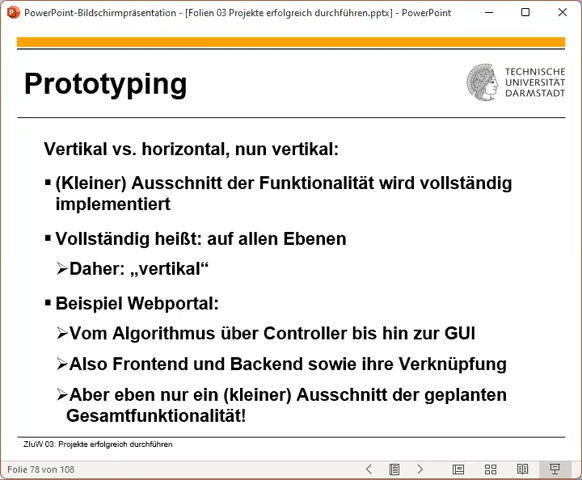 PowerPoint-Bildschirmpräsentation - [Folien 03 Projekte erfolgreich durchführen.pptx] - PowerPoint
Prototyping
TECHNISCHE
UNIVERSITÄT
DARMSTADT
Vertikal vs. horizontal, nun vertikal:
▪ (Kleiner) Ausschnitt der Funktionalität wird vollständig
implementiert
▪ Vollständig heißt: auf allen Ebenen
➢Daher: „vertikal“
▪ Beispiel Webportal:
➢Vom Algorithmus über Controller bis hin zur GUI
➢Also Frontend und Backend sowie ihre Verknüpfung
➢Aber eben nur ein (kleiner) Ausschnitt der geplanten
Gesamtfunktionalität!
ZIuW 03: Projekte erfolgreich durchführen
Folie 78 von 108